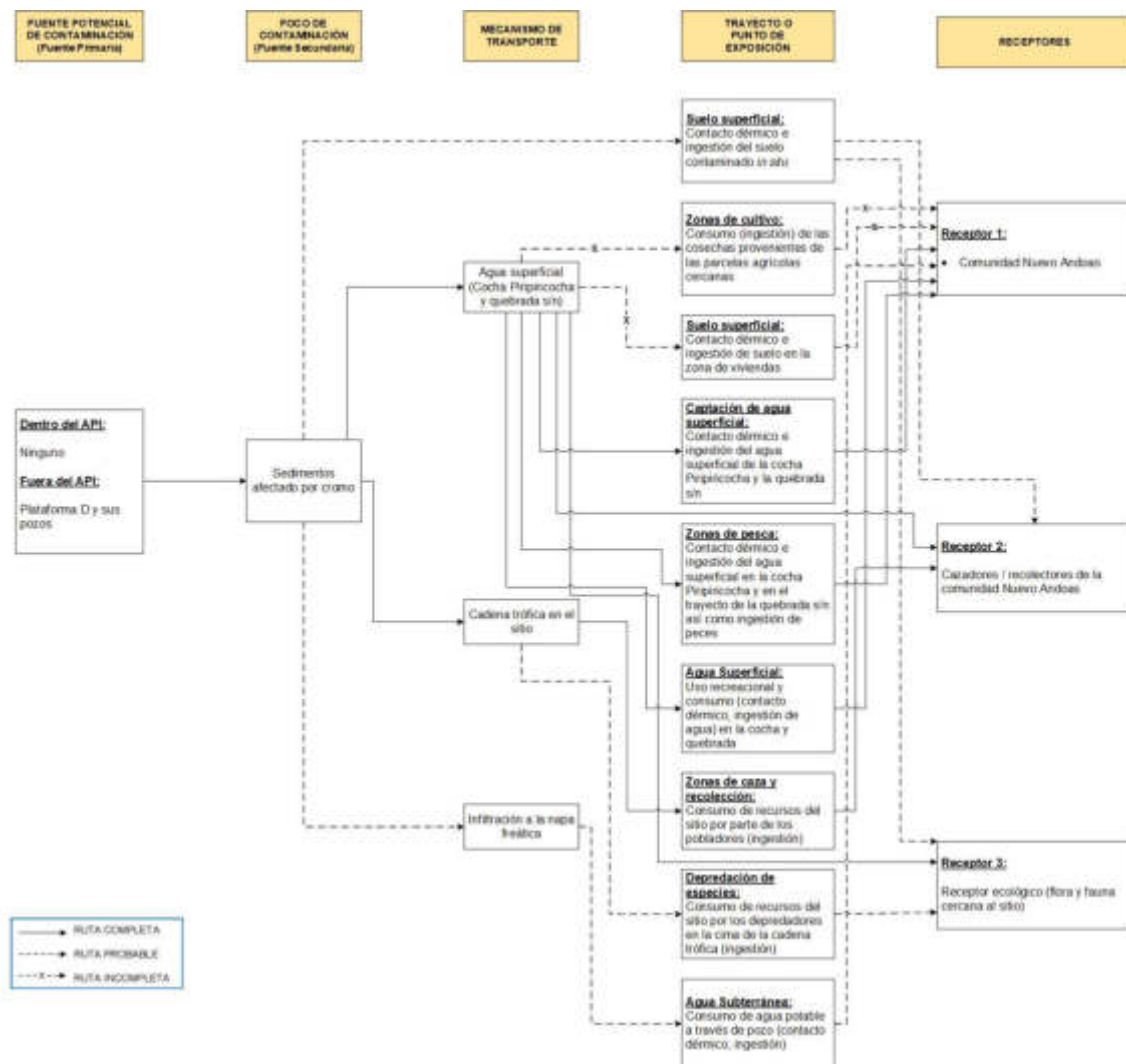 FUENTE POTENCIAL
DE CONTAMINACIÓN
(Fuente Primaria)
FOCO DE
CONTAMINACIÓN
(Fuente Secundaria)
MECANISMO DE
TRANSPORTE
TRAYECTO O
PUNTO DE
EXPOSICIÓN
RECEPTORES
Dentro del API:
Ninguno
Fuera del API:
Plataforma D y sus
pozos
Sedimentos
afectado por cromo
Agua superficial
(Cocha Piripiricocha
y quebrada s/n)
Cadena trófica en el
sitio
Infiltración a la napa
freática
Suelo superficial:
Contacto dérmico e
ingestión del suelo
contaminado in situ
Zonas de cultivo:
Consumo (ingestión) de las
cosechas provenientes de
las parcelas agrícolas
cercanas
Suelo superficial:
Contacto dérmico e
ingestión de suelo en la
zona de viviendas
Captación de agua
superficial:
Contacto dérmico e
ingestión del agua
superficial de la cocha
Piripiricocha y la quebrada
s/n
Zonas de pesca:
Contacto dérmico e
ingestión del agua
superficial en la cocha
Piripiricocha y en el
trayecto de la quebrada s/n
así como ingestión de
peces
Agua Superficial:
Uso recreacional y
consumo (contacto
dérmico, ingestión de
agua) en la cocha y
quebrada
Zonas de caza y
recolección:
Consumo de recursos del
sitio por parte de los
pobladores (ingestión)
Depredación de
especies:
Consumo de recursos del
sitio por los depredadores
en la cima de la cadena
trófica (ingestión)
Agua Subterránea:
Consumo de agua potable
a través de pozo (contacto
dérmico, ingestión)
Receptor 1:
• Comunidad Nuevo Andoas
Receptor 2:
Cazadores / recolectores de la
comunidad Nuevo Andoas
Receptor 3:
Receptor ecológico (flora y fauna
cercana al sitio)
x
x
x
x
RUTA COMPLETA
RUTA PROBABLE
x RUTA INCOMPLETA